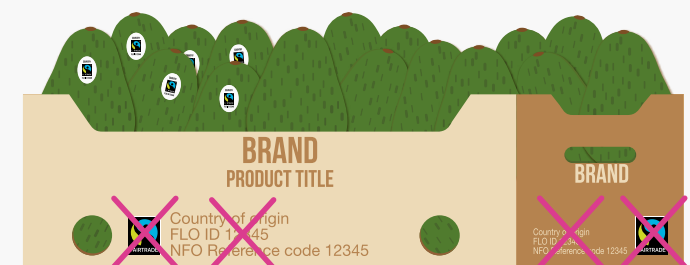 BRAND
PRODUCT TITLE
FAIRTRADE
Country of origin
FLO ID 12345
NFO Reference code 12345
BRAND
Country of origin
FLO ID 12345
NFO Reference code 12345
FAIRTRADE